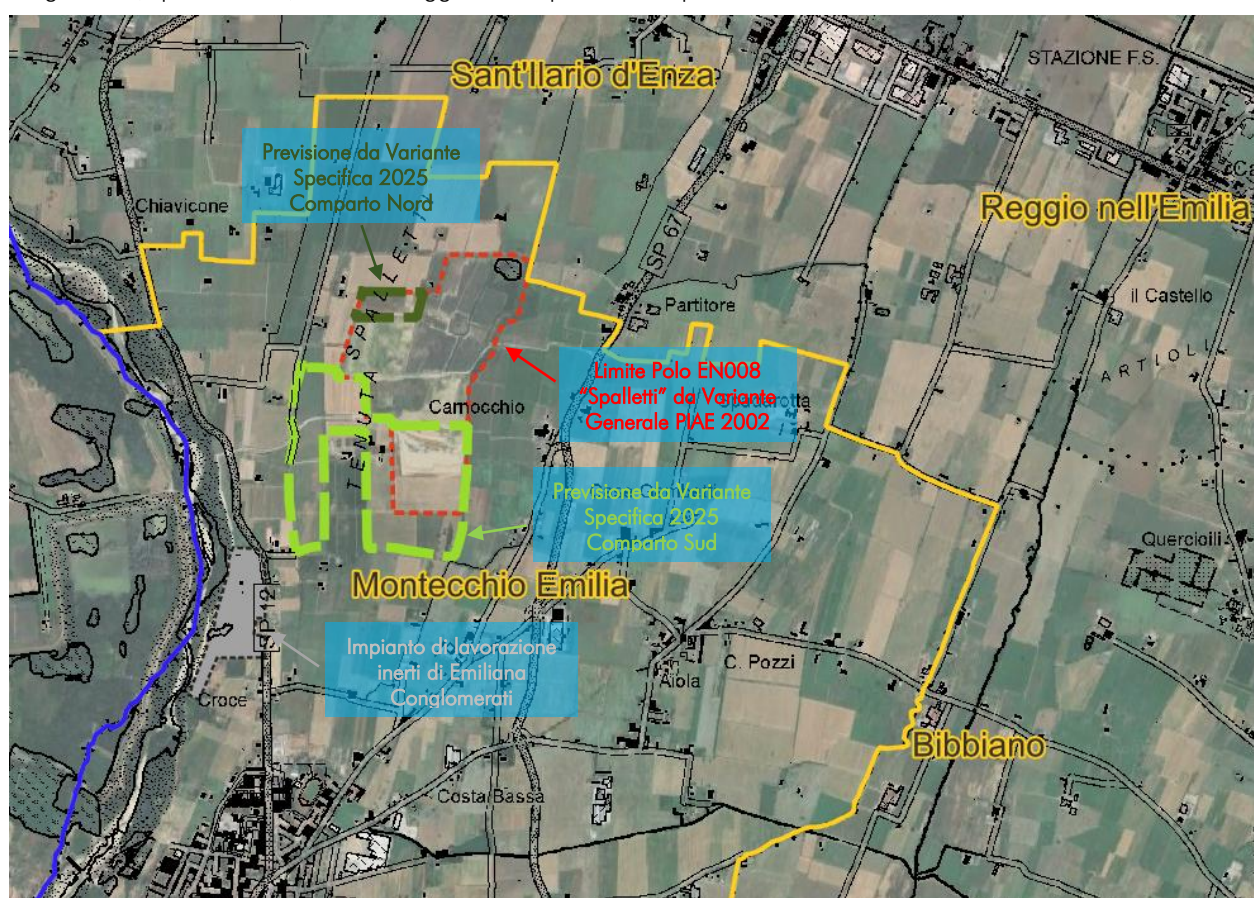 STAZIONE F.S.
Sant'Ilario d'Enza
Previsione da Variante
Specifica 2025
Comparto Nord
Chiavicone
Reggio nell'Emilia
SP 67
Partitore
il Castello
ARTIOLI
TENUTA SPALLETTI
Limite Polo EN008
"Spalletti" da Variante
Generale PIAE 2002
Carnocchio
Previsione da Variante
Specifica 2025
Comparto Sud
Quercioili
Montecchio Emilia
SP 12
Impianto di lavorazione
inerti di Emiliana
Conglomerati
C. Pozzi
Aiola
Croce
Bibbiano
Costa Bassa